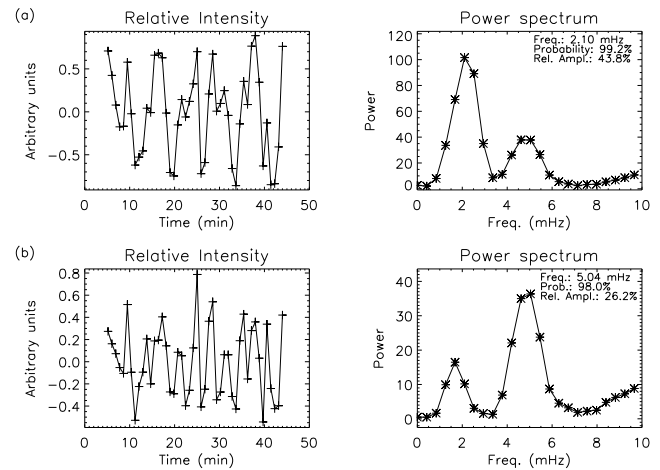 (a)
Relative Intensity
Arbitrary units
0.5
0.0
−0.5
0 10 20 30 40 50
Time (min)
Power spectrum
Freq.: 2.10 mHz
Probability: 99.2%
Rel. Ampl.: 43.8%
Power
120
100
80
60
40
20
0
0 2 4 6 8 10
Freq. (mHz)
(b)
Relative Intensity
Arbitrary units
0.8
0.6
0.4
0.2
0.0
−0.2
−0.4
0 10 20 30 40 50
Time (min)
Power spectrum
Freq.: 5.04 mHz
Prob.: 98.0%
Rel. Ampl.: 26.2%
Power
40
30
20
10
0
0 2 4 6 8 10
Freq. (mHz)